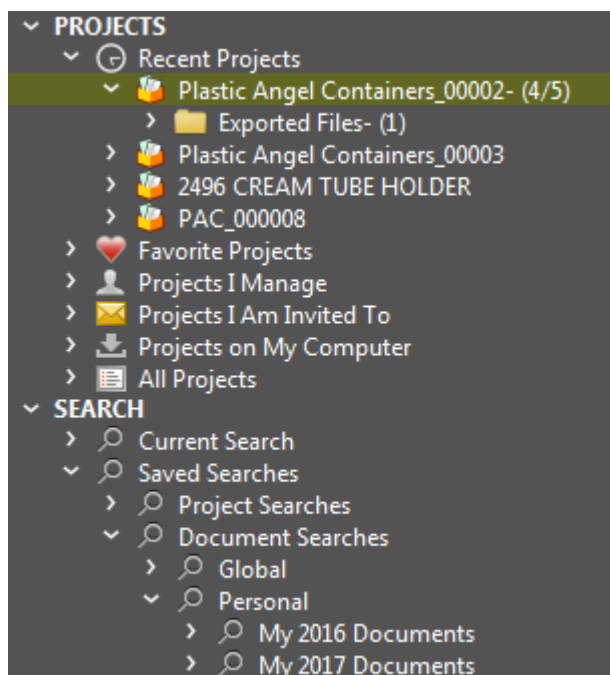 PROJECTS
Recent Projects
Plastic Angel Containers_00002- (4/5)
Exported Files- (1)
Plastic Angel Containers_00003
2496 CREAM TUBE HOLDER
PAC_000008
Favorite Projects
Projects I Manage
Projects I Am Invited To
Projects on My Computer
All Projects
SEARCH
Current Search
Saved Searches
Project Searches
Document Searches
Global
Personal
My 2016 Documents
My 2017 Documents